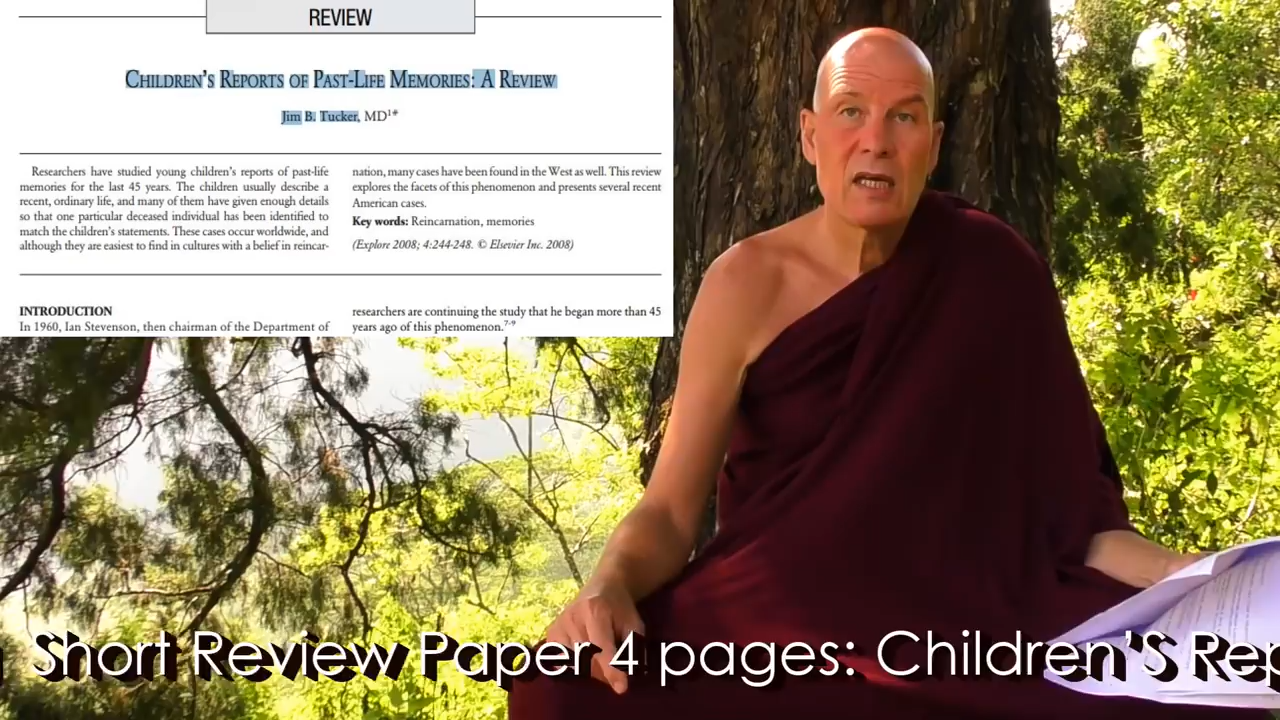 REVIEW
CHILDREN'S REPORTS OF PAST-LIFE MEMORIES: A REVIEW
Jim B. Tucker, MD1*
Researchers have studied young children's reports of past-life
memories for the last 45 years. The children usually describe a
recent, ordinary life, and many of them have given enough details
so that one particular deceased individual has been identified to
match the children's statements. These cases occur worldwide, and
although they are easiest to find in cultures with a belief in reincar-
nation, many cases have been found in the West as well. This review
explores the facets of this phenomenon and presents several recent
American cases.
Key words: Reincarnation, memories
(Explore 2008; 4:244-248. © Elsevier Inc. 2008)
INTRODUCTION
In 1960, Ian Stevenson, then chairman of the Department of
researchers are continuing the study that he began more than 45
years ago of this phenomenon.7-9
Short Review Paper 4 pages: Children'S Rep